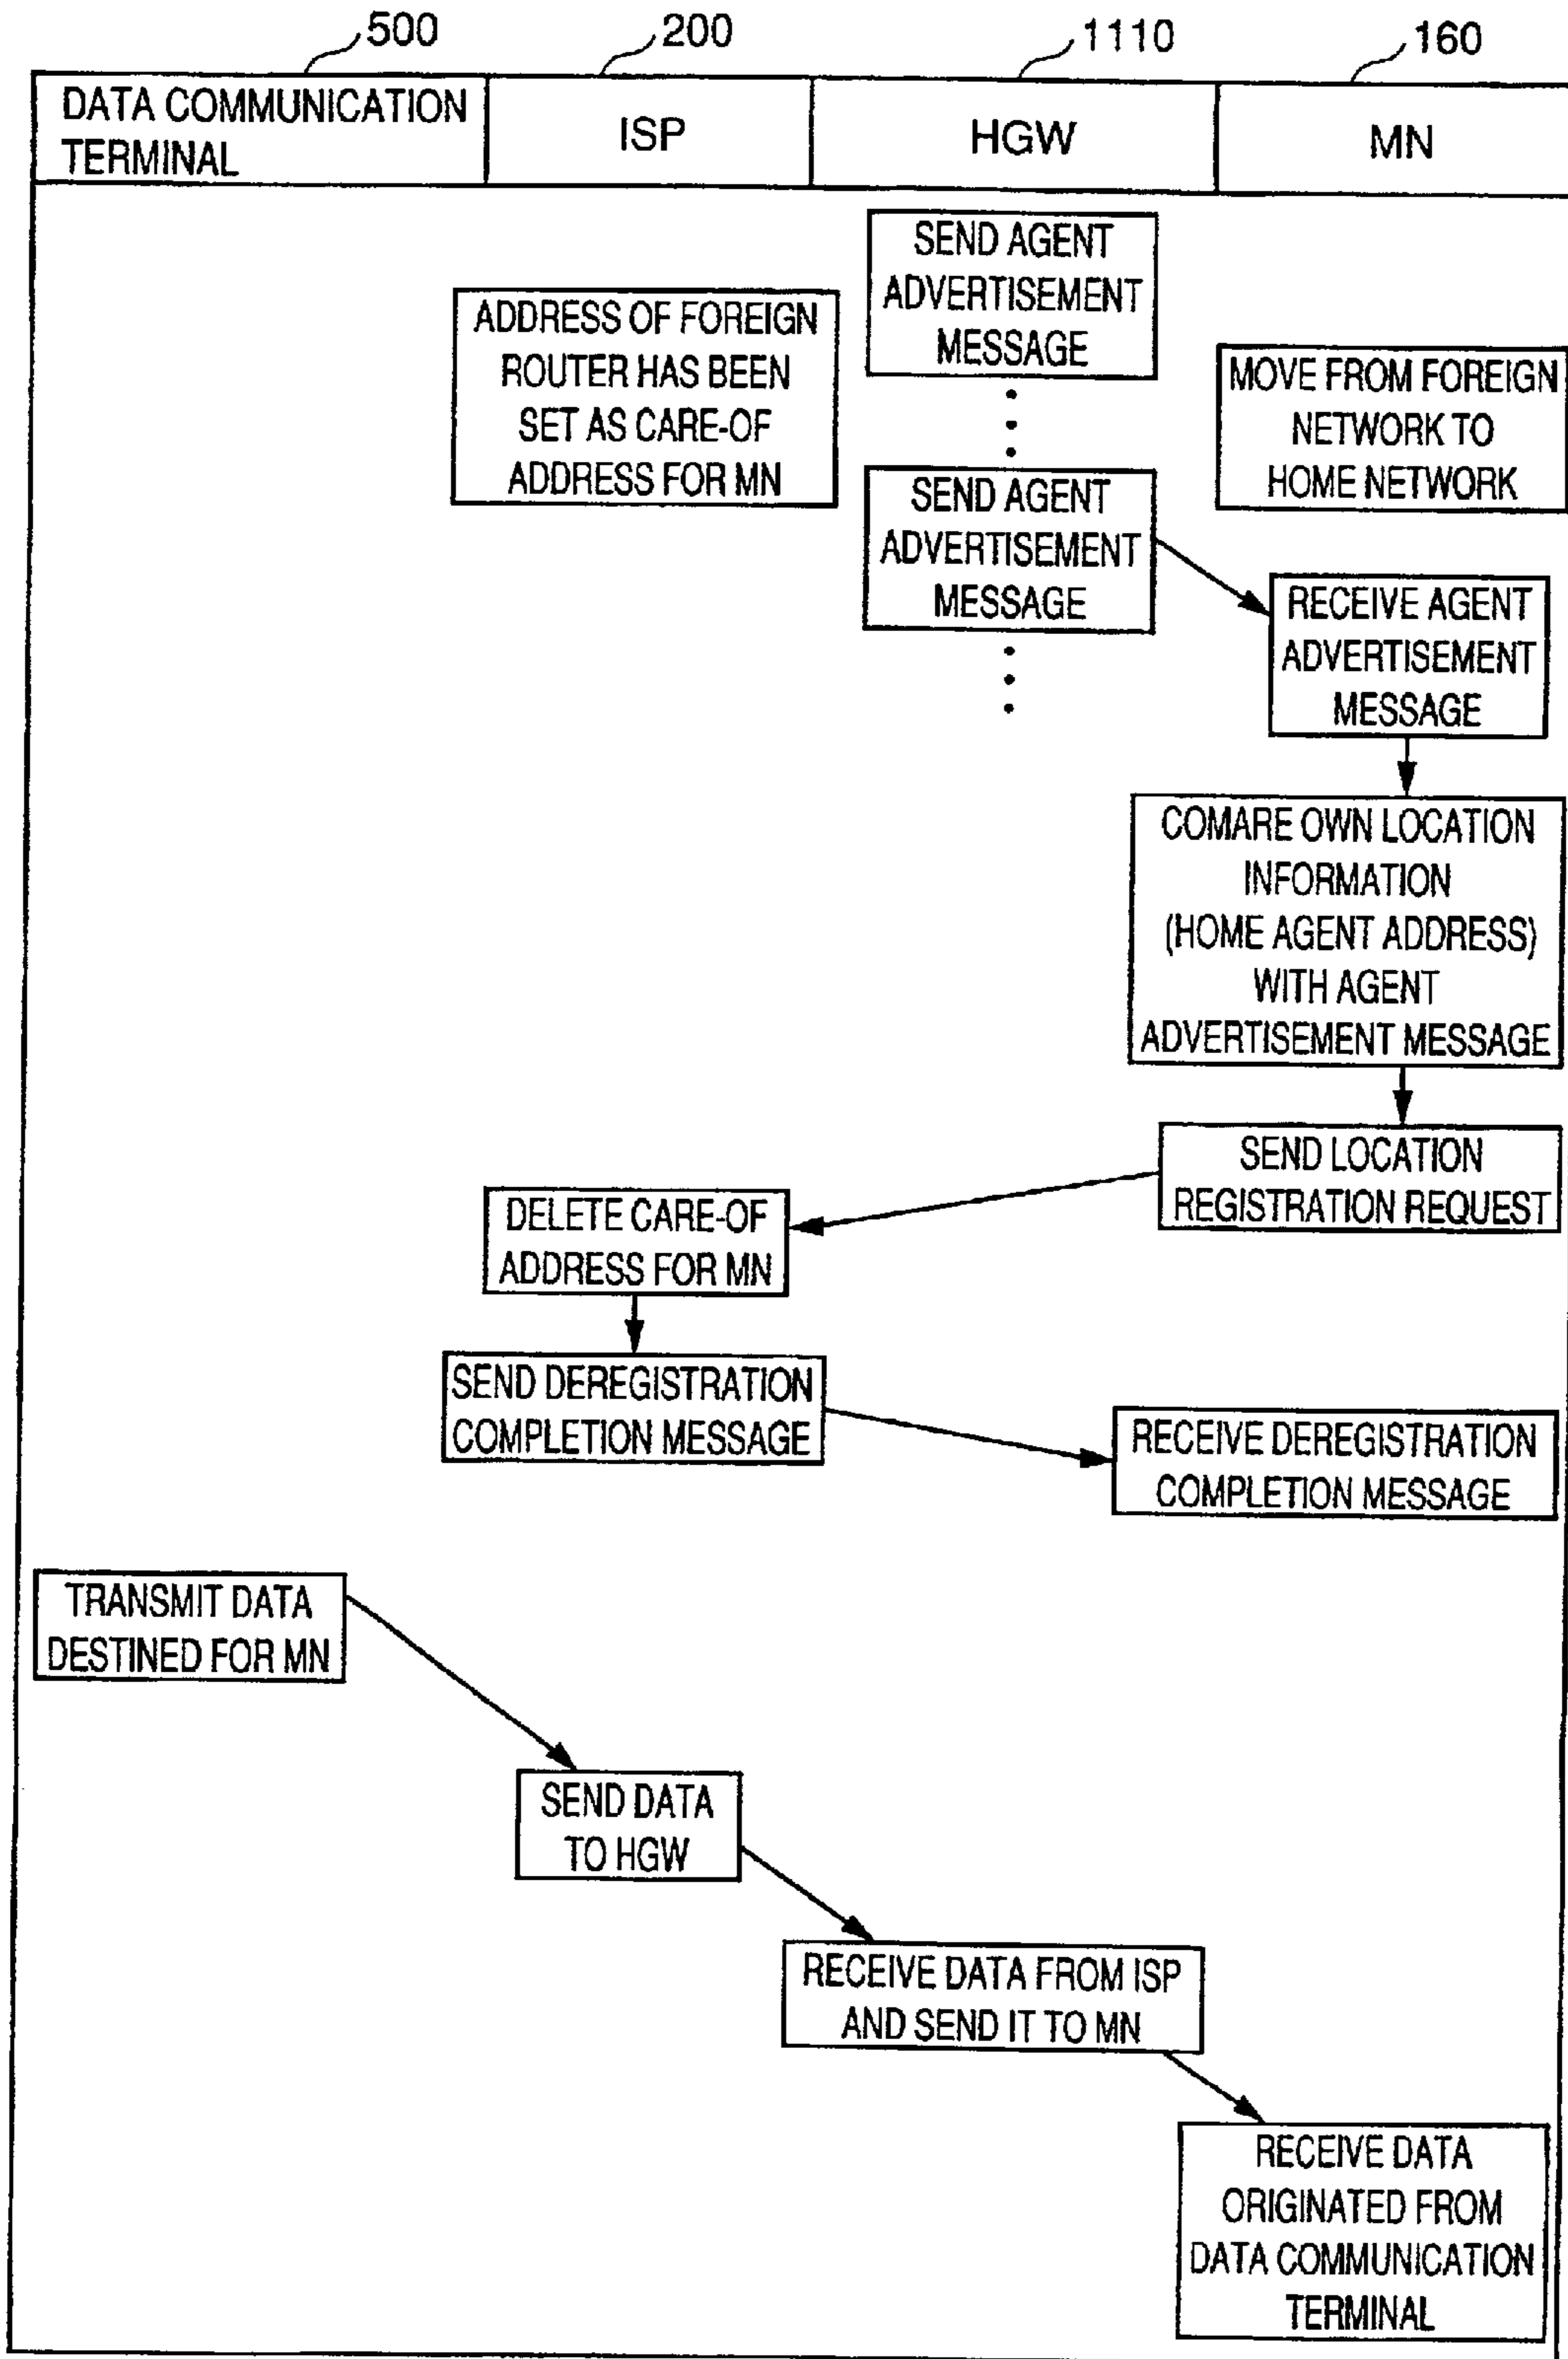 500
200
1110
160
DATA COMMUNICATION
TERMINAL
ISP
HGW
MN
SEND AGENT
ADVERTISEMENT
MESSAGE
ADDRESS OF FOREIGN
ROUTER HAS BEEN
SET AS CARE-OF
ADDRESS FOR MN
MOVE FROM FOREIGN
NETWORK TO
HOME NETWORK
SEND AGENT
ADVERTISEMENT
MESSAGE
RECEIVE AGENT
ADVERTISEMENT
MESSAGE
COMARE OWN LOCATION
INFORMATION
(HOME AGENT ADDRESS)
WITH AGENT
ADVERTISEMENT MESSAGE
SEND LOCATION
REGISTRATION REQUEST
DELETE CARE-OF
ADDRESS FOR MN
SEND DEREGISTRATION
COMPLETION MESSAGE
RECEIVE DEREGISTRATION
COMPLETION MESSAGE
TRANSMIT DATA
DESTINED FOR MN
SEND DATA
TO HGW
RECEIVE DATA FROM ISP
AND SEND IT TO MN
RECEIVE DATA
ORIGINATED FROM
DATA COMMUNICATION
TERMINAL